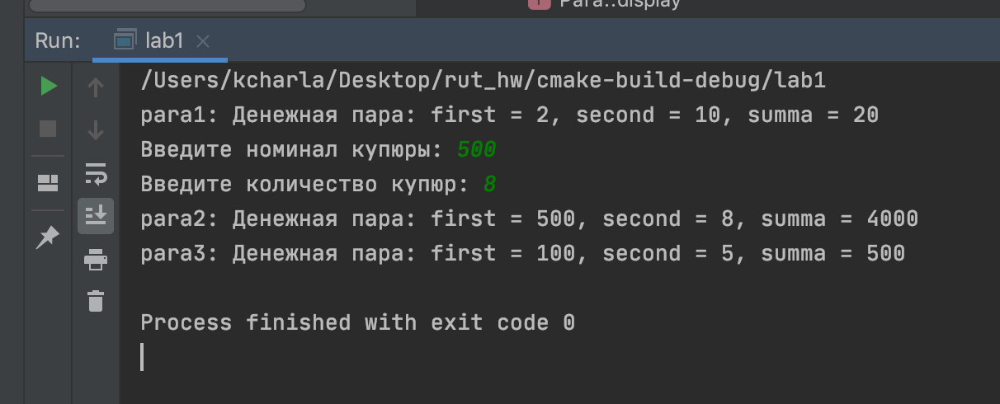 Para::display
Run: lab1
/Users/kcharla/Desktop/rut_hw/cmake-build-debug/lab1
para1: Денежная пара: first = 2, second = 10, summa = 20
Введите номинал купюры: 500
Введите количество купюр: 8
para2: Денежная пара: first = 500, second = 8, summa = 4000
para3: Денежная пара: first = 100, second = 5, summa = 500
Process finished with exit code 0